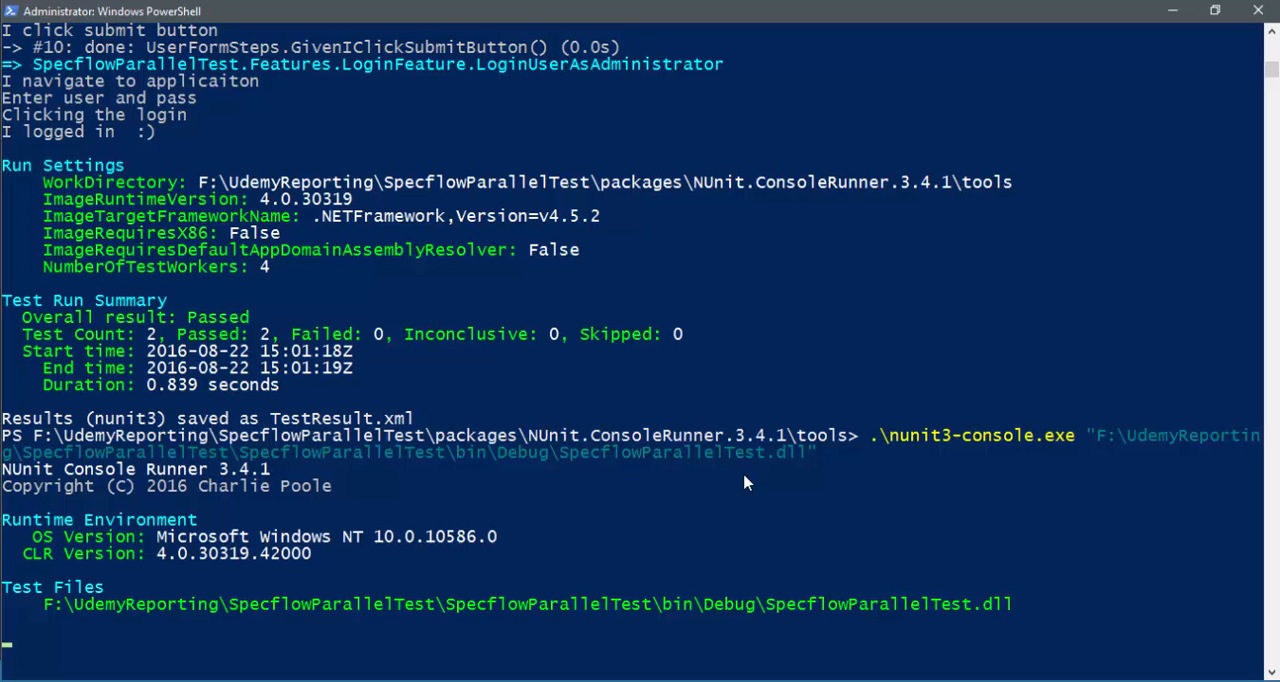 Administrator: Windows PowerShell
I click submit button
-> #10: done: UserFormSteps.GivenIClickSubmitButton() (0.0s)
=> SpecflowParallelTest.Features.LoginFeature.LoginUserAsAdministrator
I navigate to applicaiton
Enter user and pass
Clicking the login
I logged in  :)
Run Settings
WorkDirectory: F:\UdemyReporting\SpecflowParallelTest\packages\NUnit.ConsoleRunner.3.4.1\tools
ImageRuntimeVersion: 4.0.30319
ImageTargetFrameworkName: .NETFramework,Version=v4.5.2
ImageRequiresX86: False
ImageRequiresDefaultAppDomainAssemblyResolver: False
NumberOfTestWorkers: 4
Test Run Summary
Overall result: Passed
Test Count: 2, Passed: 2, Failed: 0, Inconclusive: 0, Skipped: 0
Start time: 2016-08-22 15:01:18Z
End time: 2016-08-22 15:01:19Z
Duration: 0.839 seconds
Results (nunit3) saved as TestResult.xml
PS F:\UdemyReporting\SpecflowParallelTest\packages\NUnit.ConsoleRunner.3.4.1\tools> .\nunit3-console.exe "F:\UdemyReportin
g\SpecflowParallelTest\SpecflowParallelTest\bin\Debug\SpecflowParallelTest.dll"
NUnit Console Runner 3.4.1
Copyright (C) 2016 Charlie Poole
Runtime Environment
OS Version: Microsoft Windows NT 10.0.10586.0
CLR Version: 4.0.30319.42000
Test Files
F:\UdemyReporting\SpecflowParallelTest\SpecflowParallelTest\bin\Debug\SpecflowParallelTest.dll